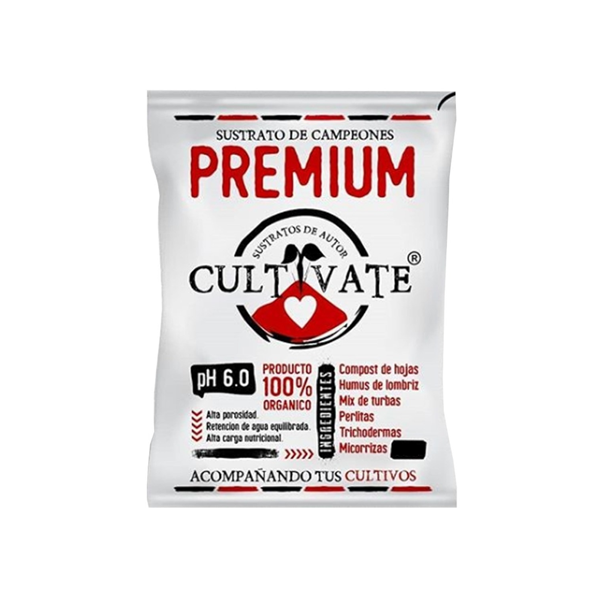 SUSTRATO DE CAMPEONES
PREMIUM
SUSTRATOS DE AUTOR
CULTIVATE®
pH 6.0
PRODUCTO
100%
ORGANICO
Alta porosidad.
Retencion de agua equilibrada.
Alta carga nutricional.
INGREDIENTES
Compost de hojas
Humus de lombriz
Mix de turbas
Perlitas
Trichodermas
Micorrizas
ACOMPAÑANDO TUS CULTIVOS